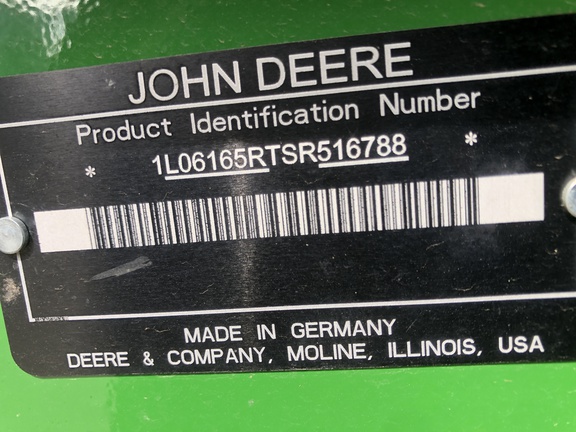 JOHN DEERE
Product Identification Number
* 1L06165RTSR516788 *
MADE IN GERMANY
DEERE & COMPANY, MOLINE, ILLINOIS, USA